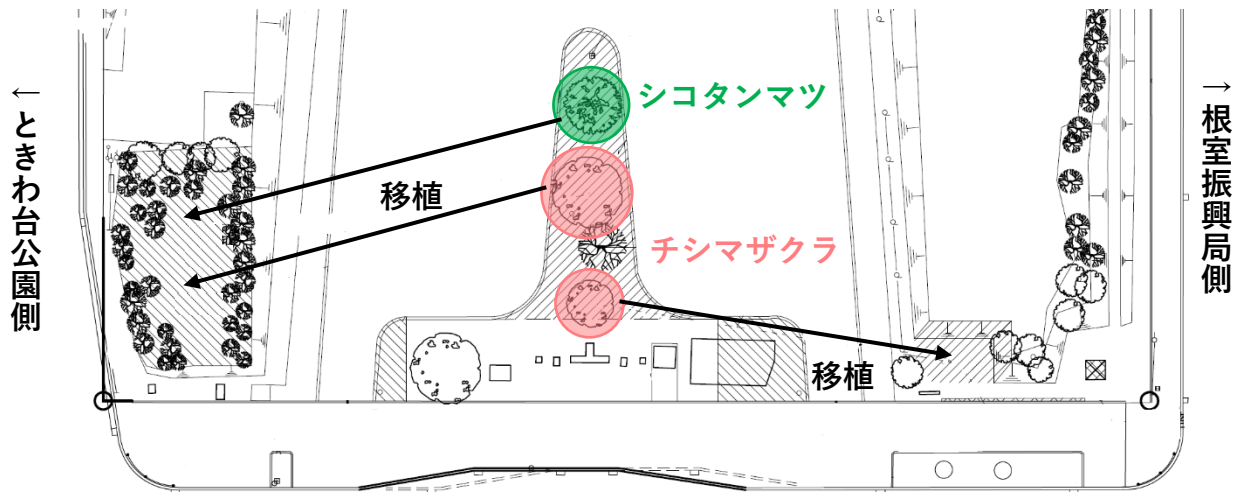 シコタンマツ
移植
チシマザクラ
移植
←ときわ台公園側
→根室振興局側